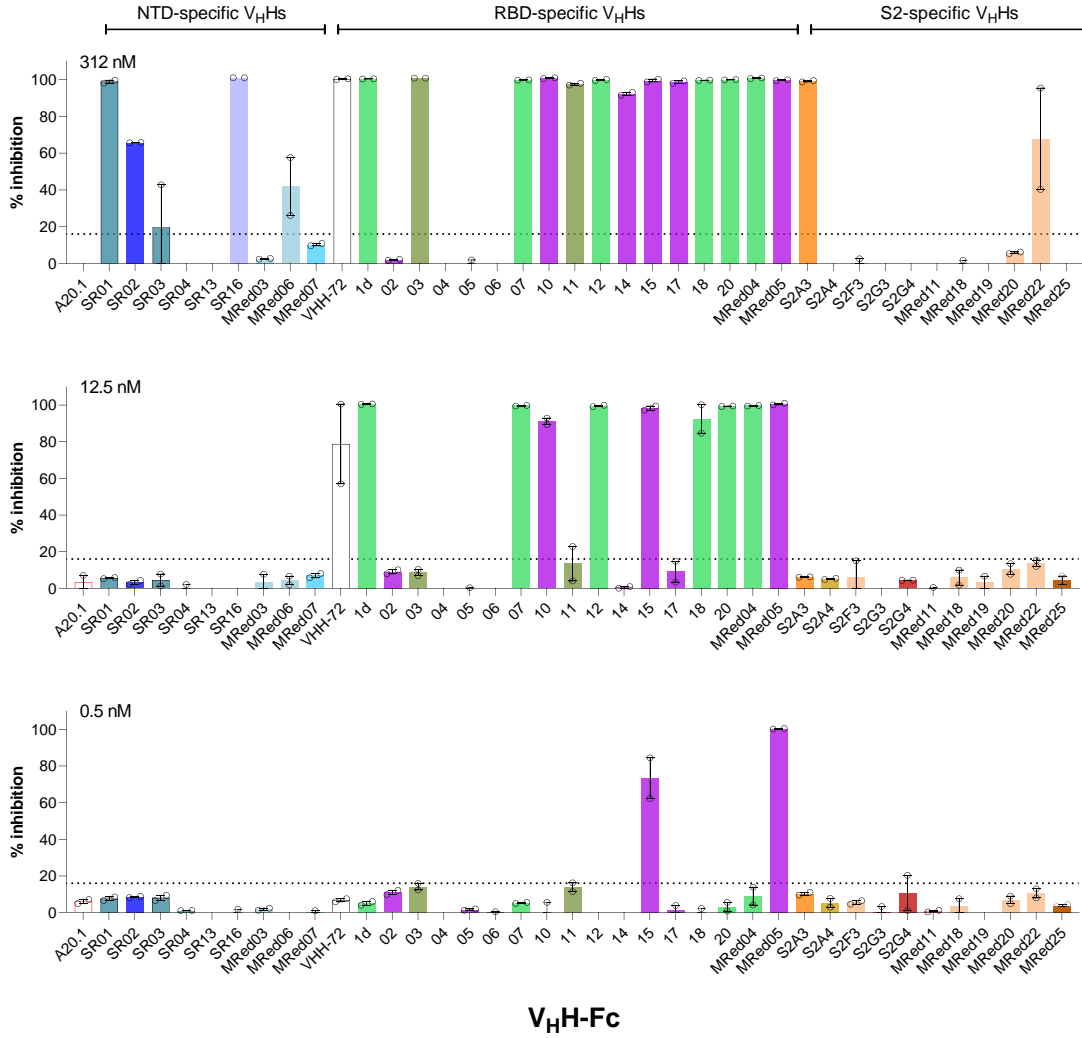 NTD-specific VHHs RBD-specific VHHs S2-specific VHHs
312 nM
% inhibition
100
80
60
40
20
0
A20.1 SR01 SR02 SR03 SR04 SR13 SR16 MRed03 MRed06 MRed07 VHH-72 1d 02 03 04 05 06 07 10 11 12 14 15 17 18 20 MRed04 MRed05 S2A3 S2A4 S2F3 S2G3 S2G4 MRed11 MRed18 MRed19 MRed20 MRed22 MRed25
12.5 nM
% inhibition
100
80
60
40
20
0
A20.1 SR01 SR02 SR03 SR04 SR13 SR16 MRed03 MRed06 MRed07 VHH-72 1d 02 03 04 05 06 07 10 11 12 14 15 17 18 20 MRed04 MRed05 S2A3 S2A4 S2F3 S2G3 S2G4 MRed11 MRed18 MRed19 MRed20 MRed22 MRed25
0.5 nM
% inhibition
100
80
60
40
20
0
A20.1 SR01 SR02 SR03 SR04 SR13 SR16 MRed03 MRed06 MRed07 VHH-72 1d 02 03 04 05 06 07 10 11 12 14 15 17 18 20 MRed04 MRed05 S2A3 S2A4 S2F3 S2G3 S2G4 MRed11 MRed18 MRed19 MRed20 MRed22 MRed25
VHH-Fc